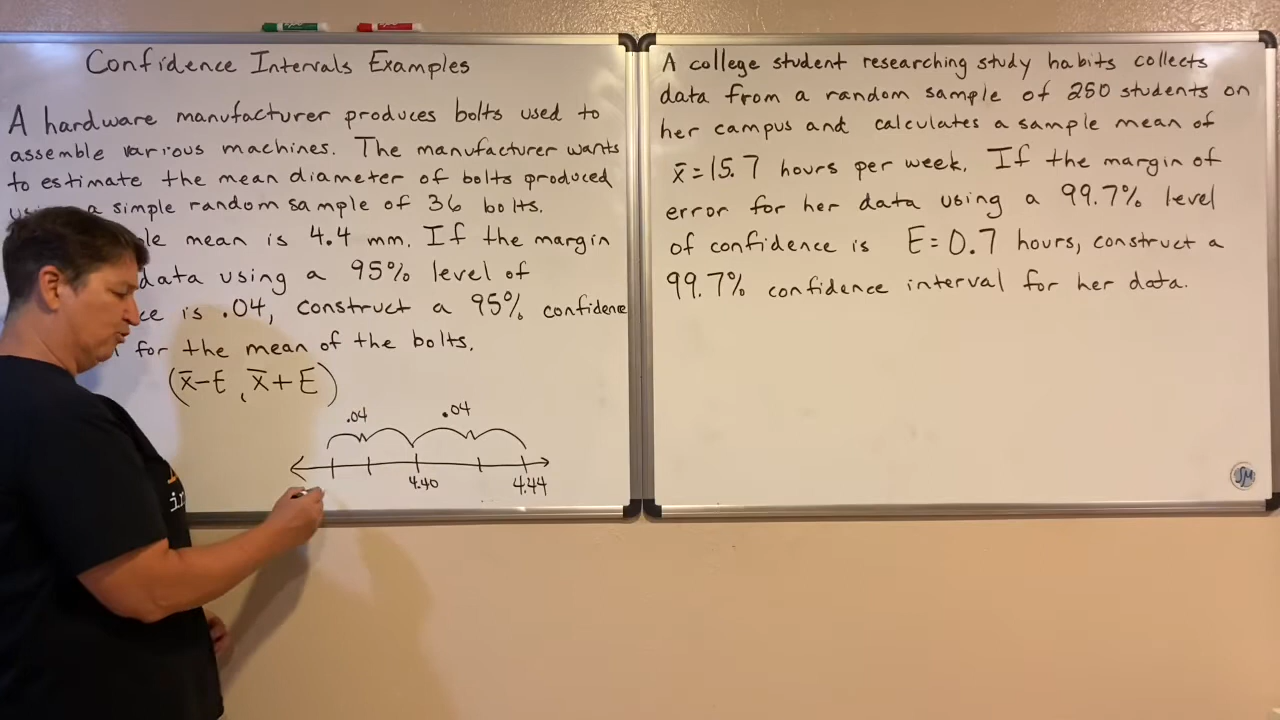 Confidence Intervals Examples
A hardware manufacturer produces bolts used to
assemble various machines. The manufacturer wants
to estimate the mean diameter of bolts produced
a simple random sample of 36 bolts.
mean is 4.4 mm. If the margin
data using a 95% level of
is .04, construct a 95% confidence
for the mean of the bolts.
(x̄-E, x̄+E)
.04 .04
4.40 4.44
A college student researching study habits collects
data from a random sample of 250 students on
her campus and calculates a sample mean of
x̄=15.7 hours per week. If the margin of
error for her data using a 99.7% level
of confidence is E=0.7 hours, construct a
99.7% confidence interval for her data.